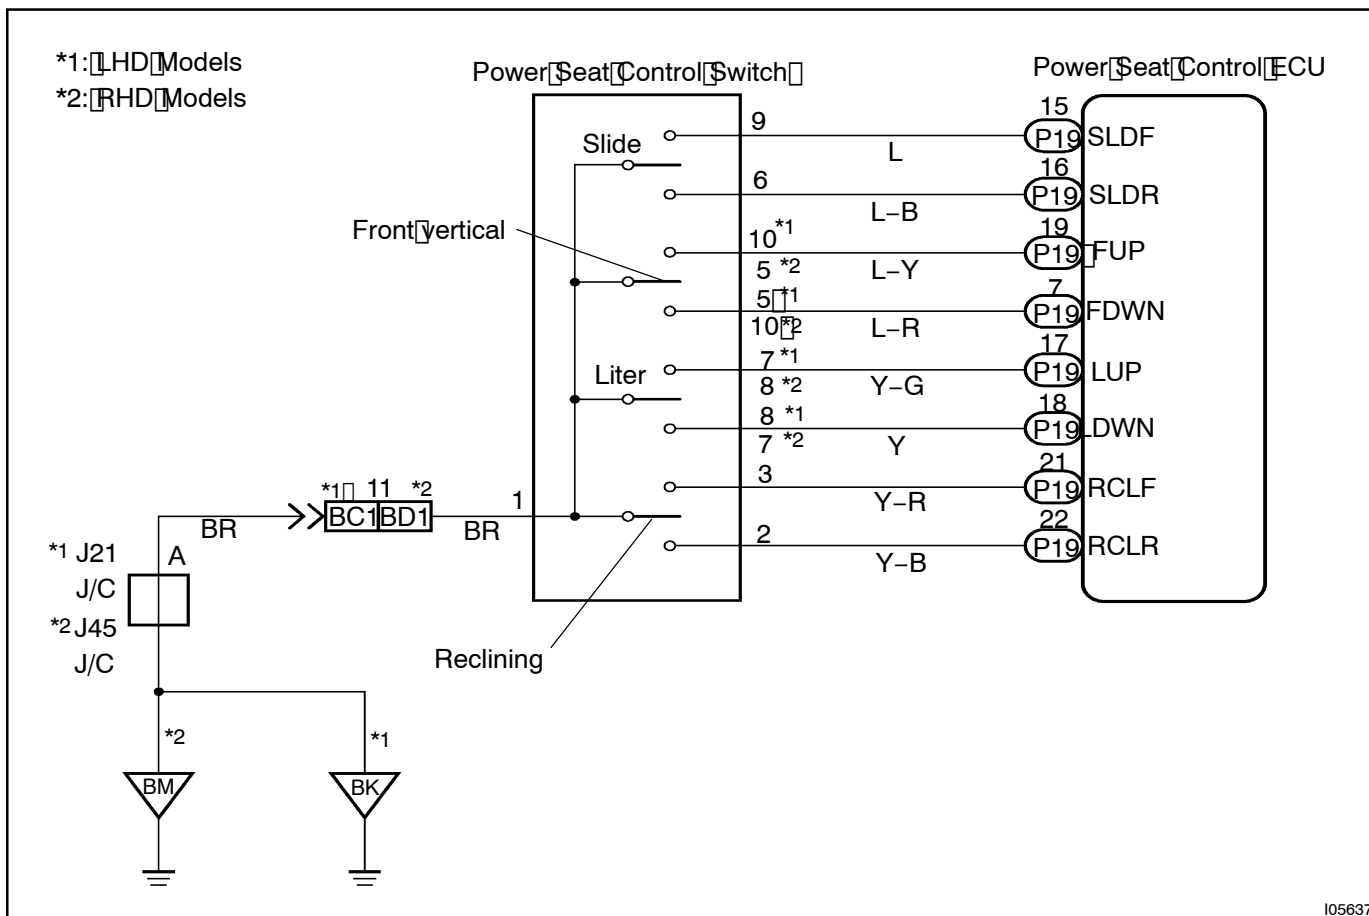 *1: LHD Models
*2: RHD Models
Power Seat Control Switch
Power Seat Control ECU
Slide
Front vertical
Liter
Reclining
9
L
15
P19
SLDF
6
L-B
16
P19
SLDR
10 *1
5 *2
L-Y
19
P19
FUP
5 *1
10 *2
L-R
7
P19
FDWN
7 *1
8 *2
Y-G
17
P19
LUP
8 *1
7 *2
Y
18
P19
LDWN
3
Y-R
21
P19
RCLF
2
Y-B
22
P19
RCLR
*1 11 *2
BC1 BD1
BR
BR
1
*1 J21
J/C
A
*2 J45
J/C
*2
*1
BM
BK
I05637